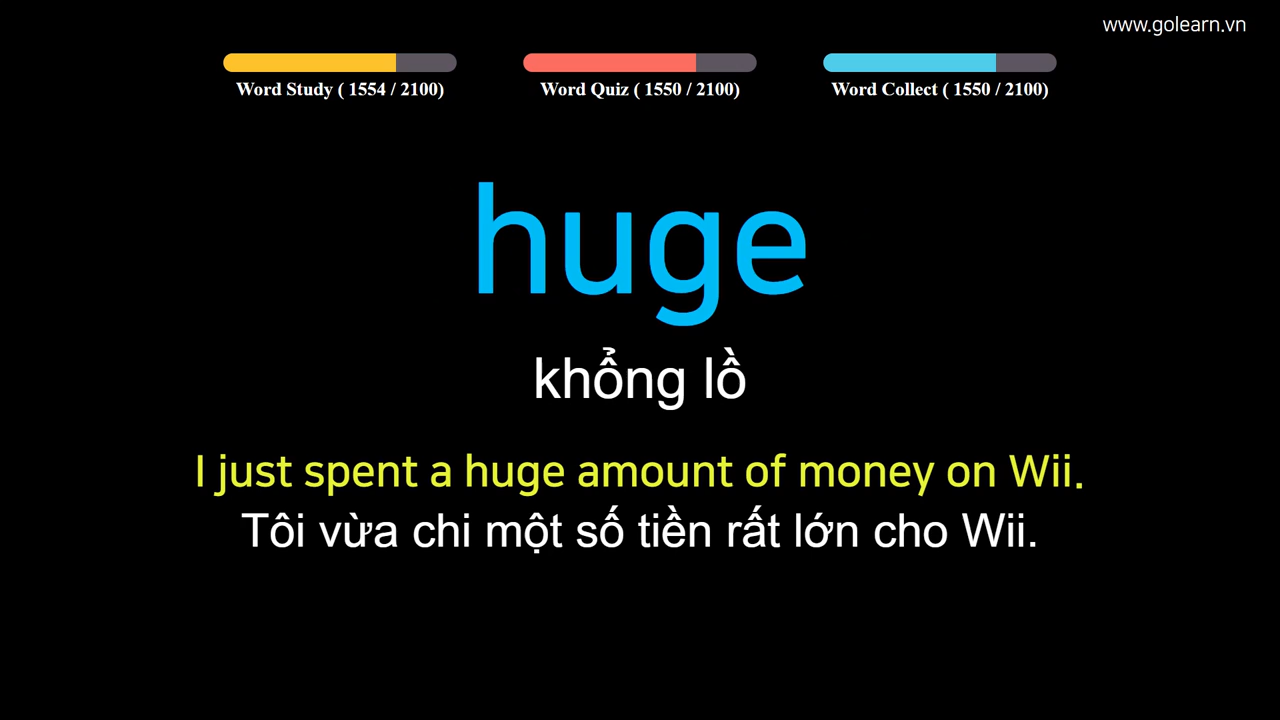 www.golearn.vn
Word Study ( 1554 / 2100)
Word Quiz ( 1550 / 2100)
Word Collect ( 1550 / 2100)
huge
khổng lồ
I just spent a huge amount of money on Wii.
Tôi vừa chi một số tiền rất lớn cho Wii.